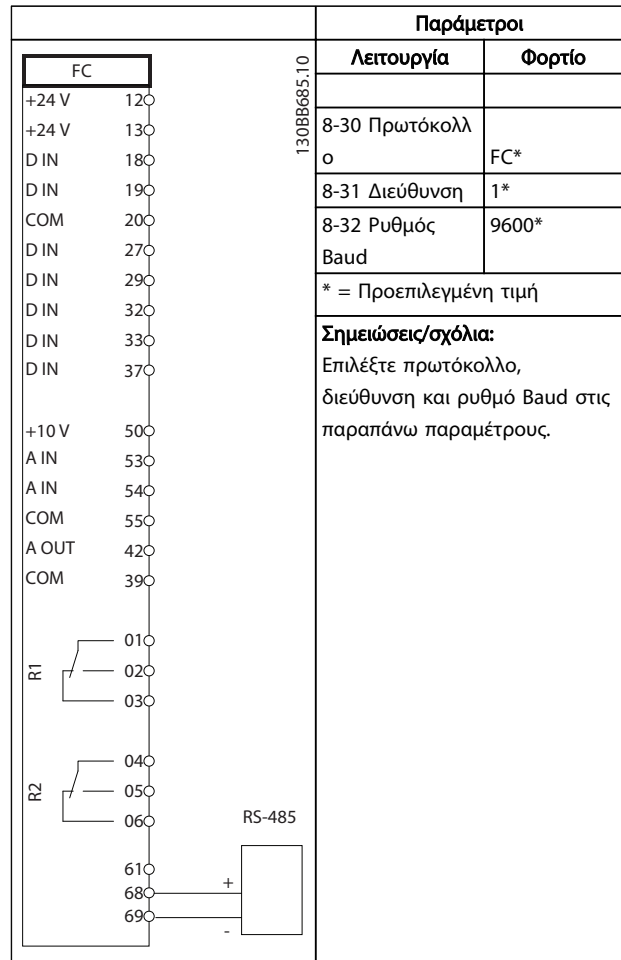 FC
130BB685.10
+24 V 12
+24 V 13
D IN 18
D IN 19
COM 20
D IN 27
D IN 29
D IN 32
D IN 33
D IN 37
+10 V 50
A IN 53
A IN 54
COM 55
A OUT 42
COM 39
R1
01
02
03
R2
04
05
06
RS-485
61
68 +
69 -
Παράμετροι
Λειτουργία Φορτίο
8-30 Πρωτόκολλ
ο FC*
8-31 Διεύθυνση 1*
8-32 Ρυθμός 9600*
Baud
* = Προεπιλεγμένη τιμή
Σημειώσεις/σχόλια:
Επιλέξτε πρωτόκολλο,
διεύθυνση και ρυθμό Baud στις
παραπάνω παραμέτρους.